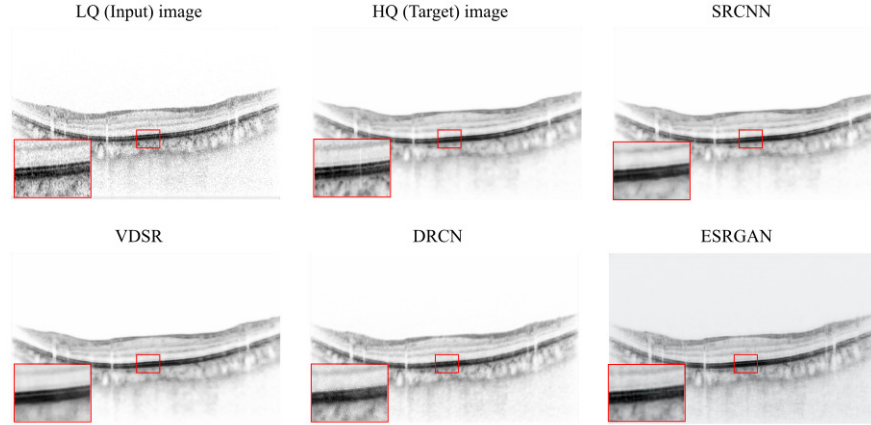 LQ (Input) image
HQ (Target) image
SRCNN
VDSR
DRCN
ESRGAN